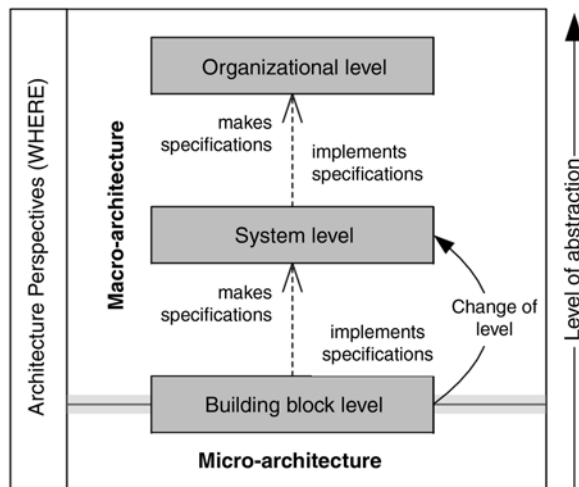 Architecture Perspectives (WHERE)
Macro-architecture
Organizational level
makes
specifications
implements
specifications
System level
makes
specifications
implements
specifications
Change of
level
Building block level
Micro-architecture
Level of abstraction